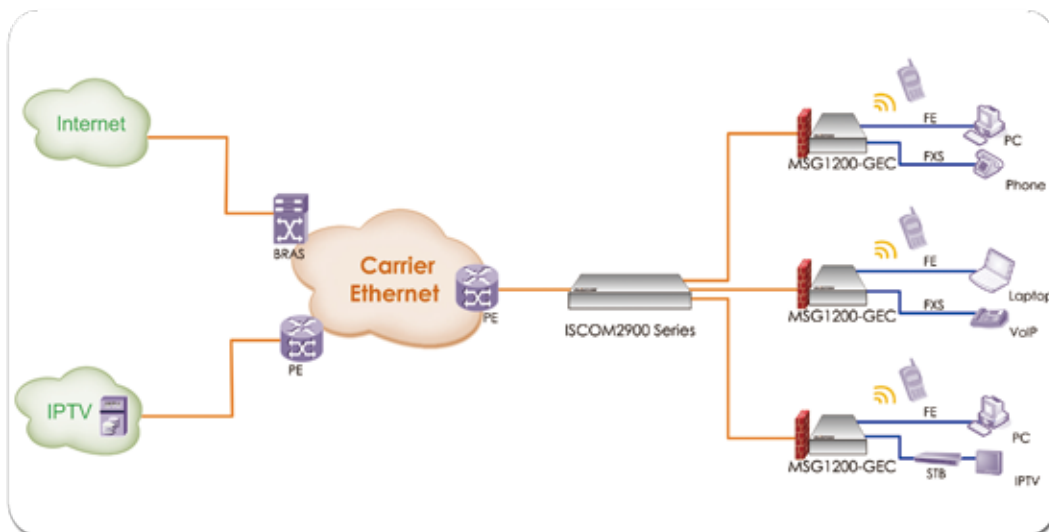 Internet
BRAS
Carrier
Ethernet
PE
PE
IPTV
ISCOM2900 Series
FE
PC
FXS
Phone
MSG1200-GEC
FE
Laptop
FXS
VoIP
MSG1200-GEC
FE
PC
STB
IPTV
MSG1200-GEC